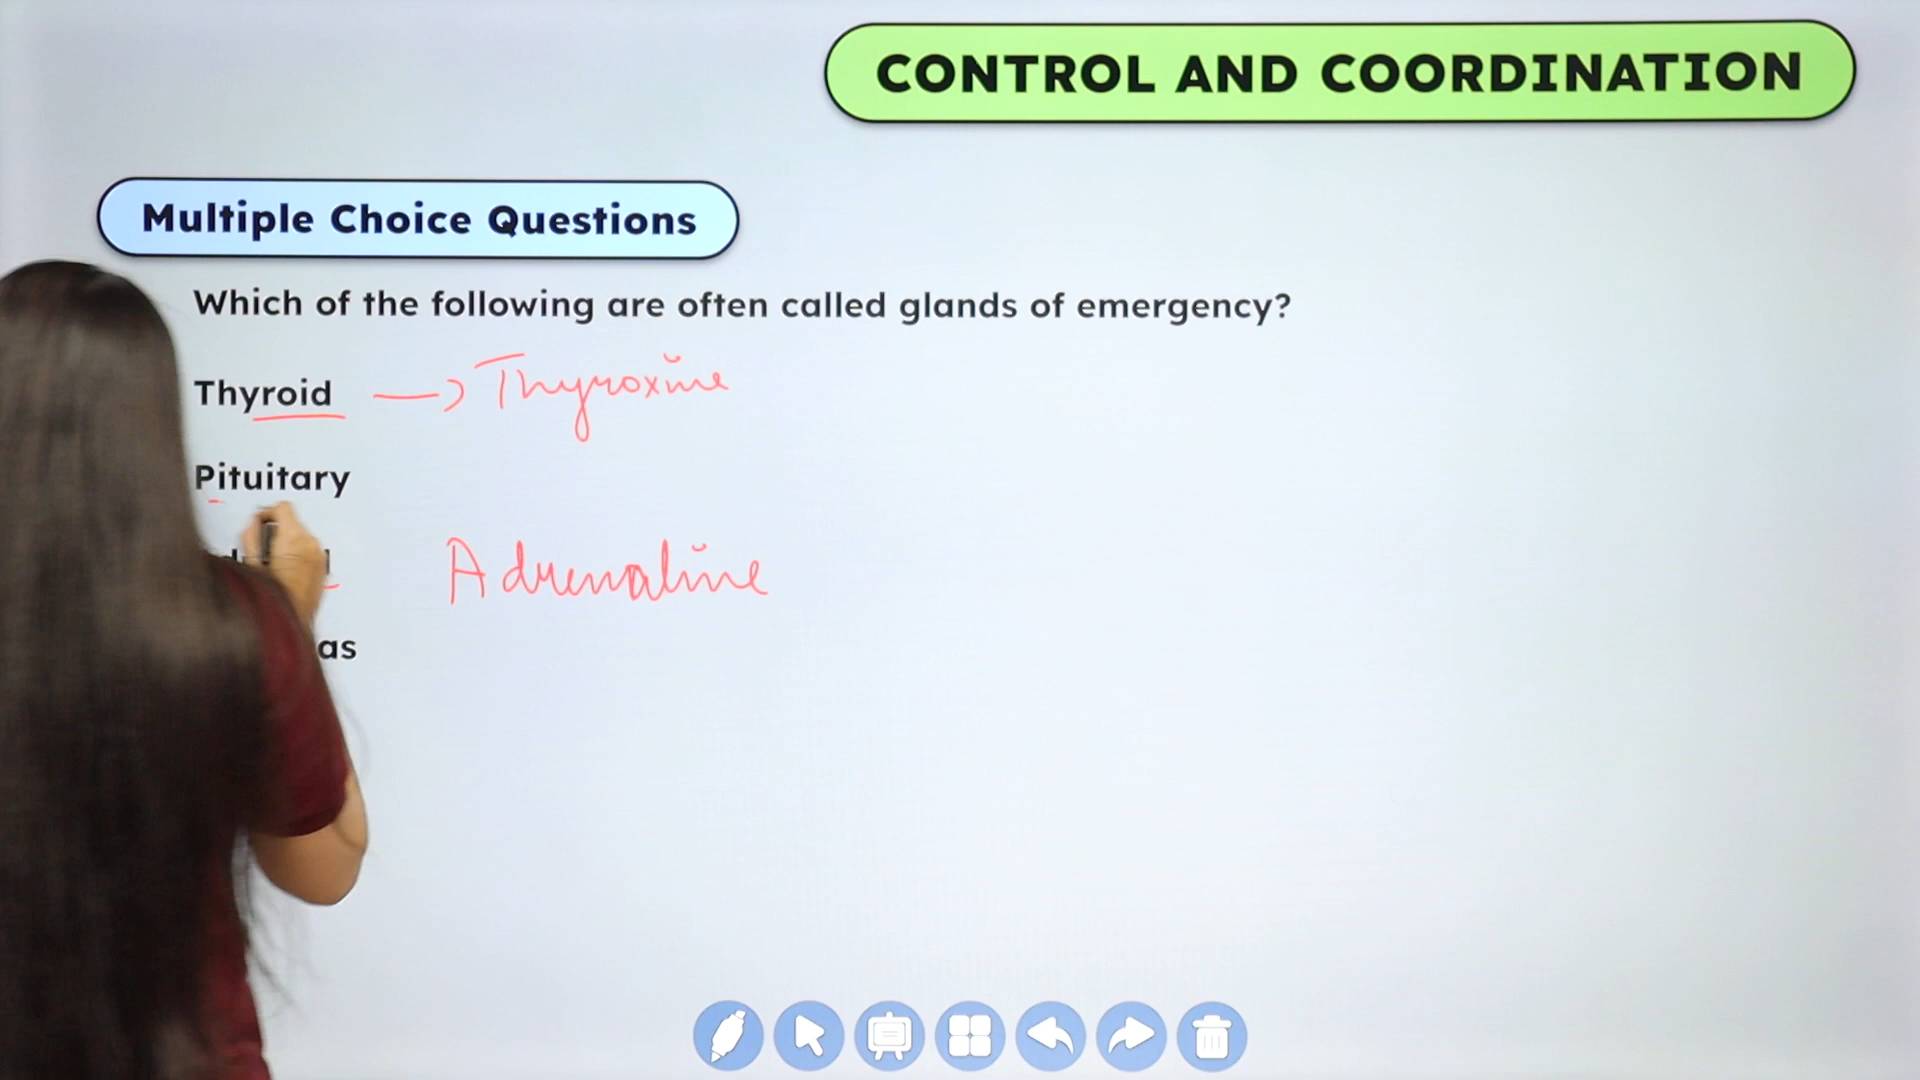 CONTROL AND COORDINATION
Multiple Choice Questions
Which of the following are often called glands of emergency?
Thyroid → Thyroxine
Pituitary
Adrenaline
as